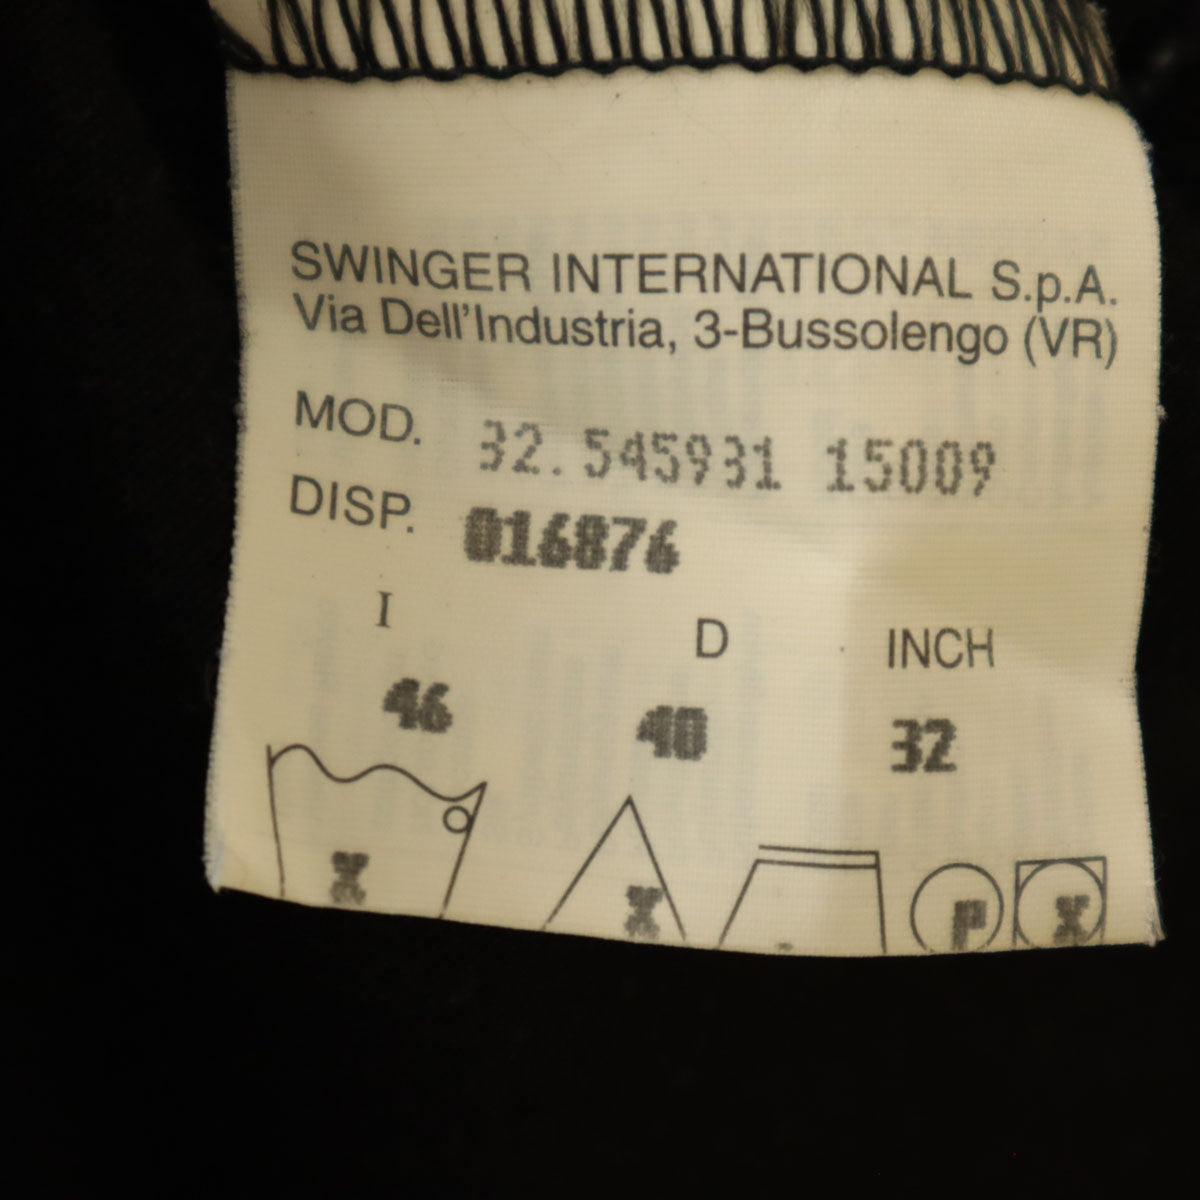 SWINGER INTERNATIONAL S.p.A.
Via Dell'Industria, 3-Bussolengo (VR)
MOD. 32.545931 15009
DISP. 016876
I D INCH
46 40 32
X X P X